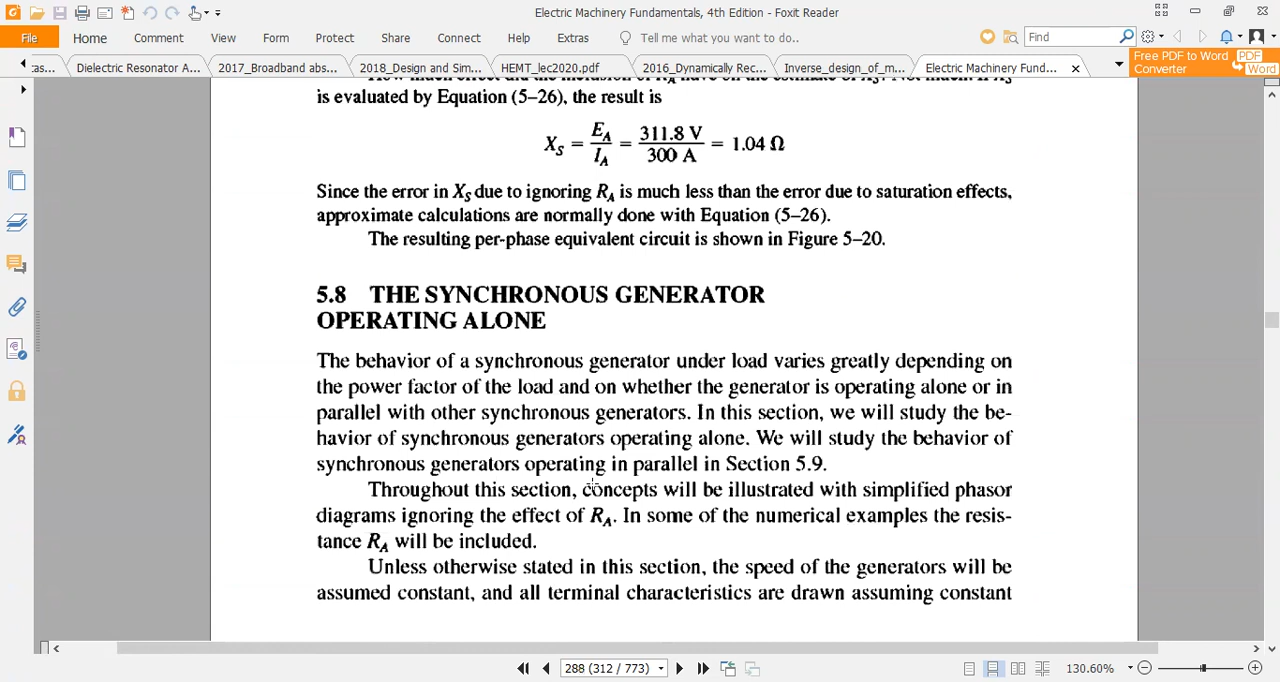 Electric Machinery Fundamentals, 4th Edition - Foxit Reader
File Home Comment View Form Protect Share Connect Help Extras Tell me what you want to do.. Find
...tas... Dielectric Resonator A... 2017_Broadband abs... 2018_Design and Sim... HEMT_lec2020.pdf 2016_Dynamically Rec... Inverse_design_of_m... Electric Machinery Fund...
Free PDF to Word
Converter
PDF
Word
is evaluated by Equation (5–26), the result is
X_S = E_A/I_A = 311.8 V/300 A = 1.04 Ω
Since the error in X_S due to ignoring R_A is much less than the error due to saturation effects,
approximate calculations are normally done with Equation (5–26).
The resulting per-phase equivalent circuit is shown in Figure 5–20.
5.8 THE SYNCHRONOUS GENERATOR
OPERATING ALONE
The behavior of a synchronous generator under load varies greatly depending on
the power factor of the load and on whether the generator is operating alone or in
parallel with other synchronous generators. In this section, we will study the be-
havior of synchronous generators operating alone. We will study the behavior of
synchronous generators operating in parallel in Section 5.9.
Throughout this section, concepts will be illustrated with simplified phasor
diagrams ignoring the effect of R_A. In some of the numerical examples the resis-
tance R_A will be included.
Unless otherwise stated in this section, the speed of the generators will be
assumed constant, and all terminal characteristics are drawn assuming constant
288 (312 / 773) 130.60%